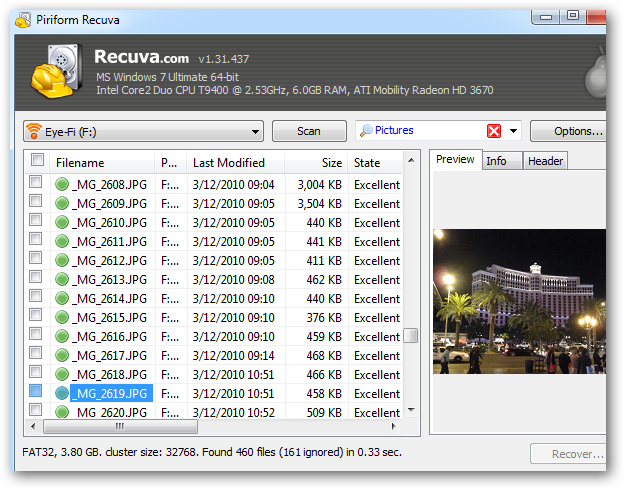 Piriform Recuva
Recuva.com v1.31.437
MS Windows 7 Ultimate 64-bit
Intel Core2 Duo CPU T9400 @ 2.53GHz, 6.0GB RAM, ATI Mobility Radeon HD 3670
Eye-Fi (F:) Scan Pictures Options...
Filename P... Last Modified Size State Preview Info Header
_MG_2608.JPG F:... 3/12/2010 09:04 3,004 KB Excellent
_MG_2609.JPG F:... 3/12/2010 09:05 3,504 KB Excellent
_MG_2610.JPG F:... 3/12/2010 09:05 440 KB Excellent
_MG_2611.JPG F:... 3/12/2010 09:05 441 KB Excellent
_MG_2612.JPG F:... 3/12/2010 09:05 411 KB Excellent
_MG_2613.JPG F:... 3/12/2010 09:08 462 KB Excellent
_MG_2614.JPG F:... 3/12/2010 09:10 440 KB Excellent
_MG_2615.JPG F:... 3/12/2010 09:10 376 KB Excellent
_MG_2616.JPG F:... 3/12/2010 09:10 459 KB Excellent
_MG_2617.JPG F:... 3/12/2010 09:14 468 KB Excellent
_MG_2618.JPG F:... 3/12/2010 10:51 466 KB Excellent
_MG_2619.JPG F:... 3/12/2010 10:51 458 KB Excellent
_MG_2620.JPG F:... 3/12/2010 10:52 509 KB Excellent
FAT32, 3.80 GB. cluster size: 32768. Found 460 files (161 ignored) in 0.33 sec. Recover...